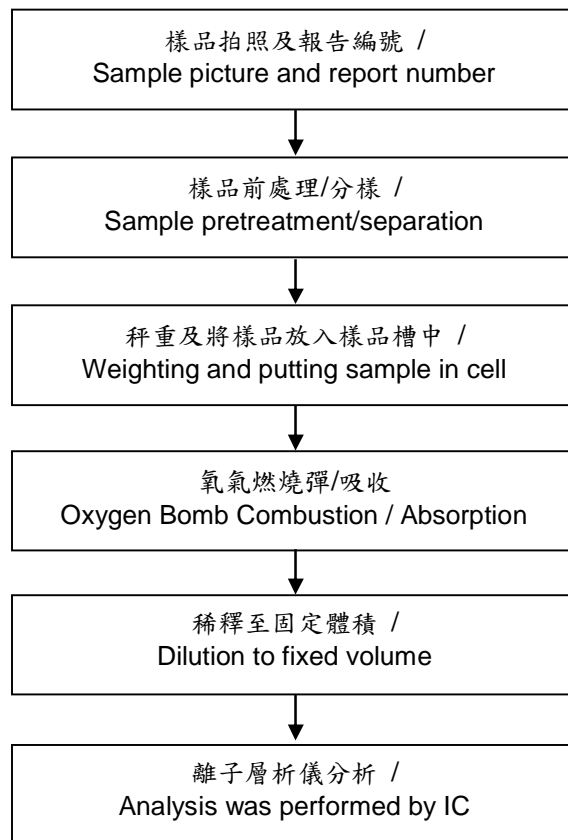 樣品拍照及報告編號 /
Sample picture and report number
樣品前處理/分樣 /
Sample pretreatment/separation
秤重及將樣品放入樣品槽中 /
Weighting and putting sample in cell
氧氣燃燒彈/吸收
Oxygen Bomb Combustion / Absorption
稀釋至固定體積 /
Dilution to fixed volume
離子層析儀分析 /
Analysis was performed by IC